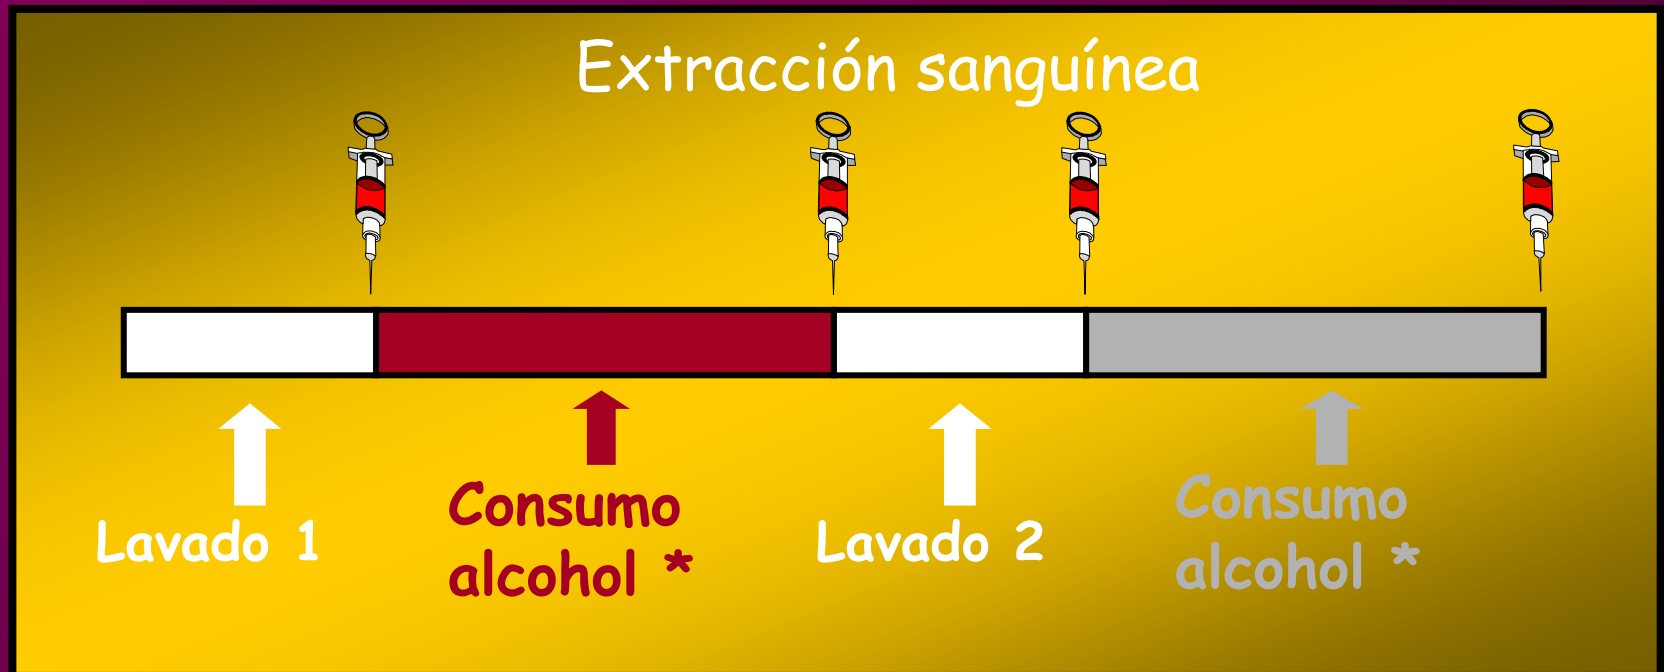 Extracción sanguínea
Lavado 1
Consumo
alcohol *
Lavado 2
Consumo
alcohol *